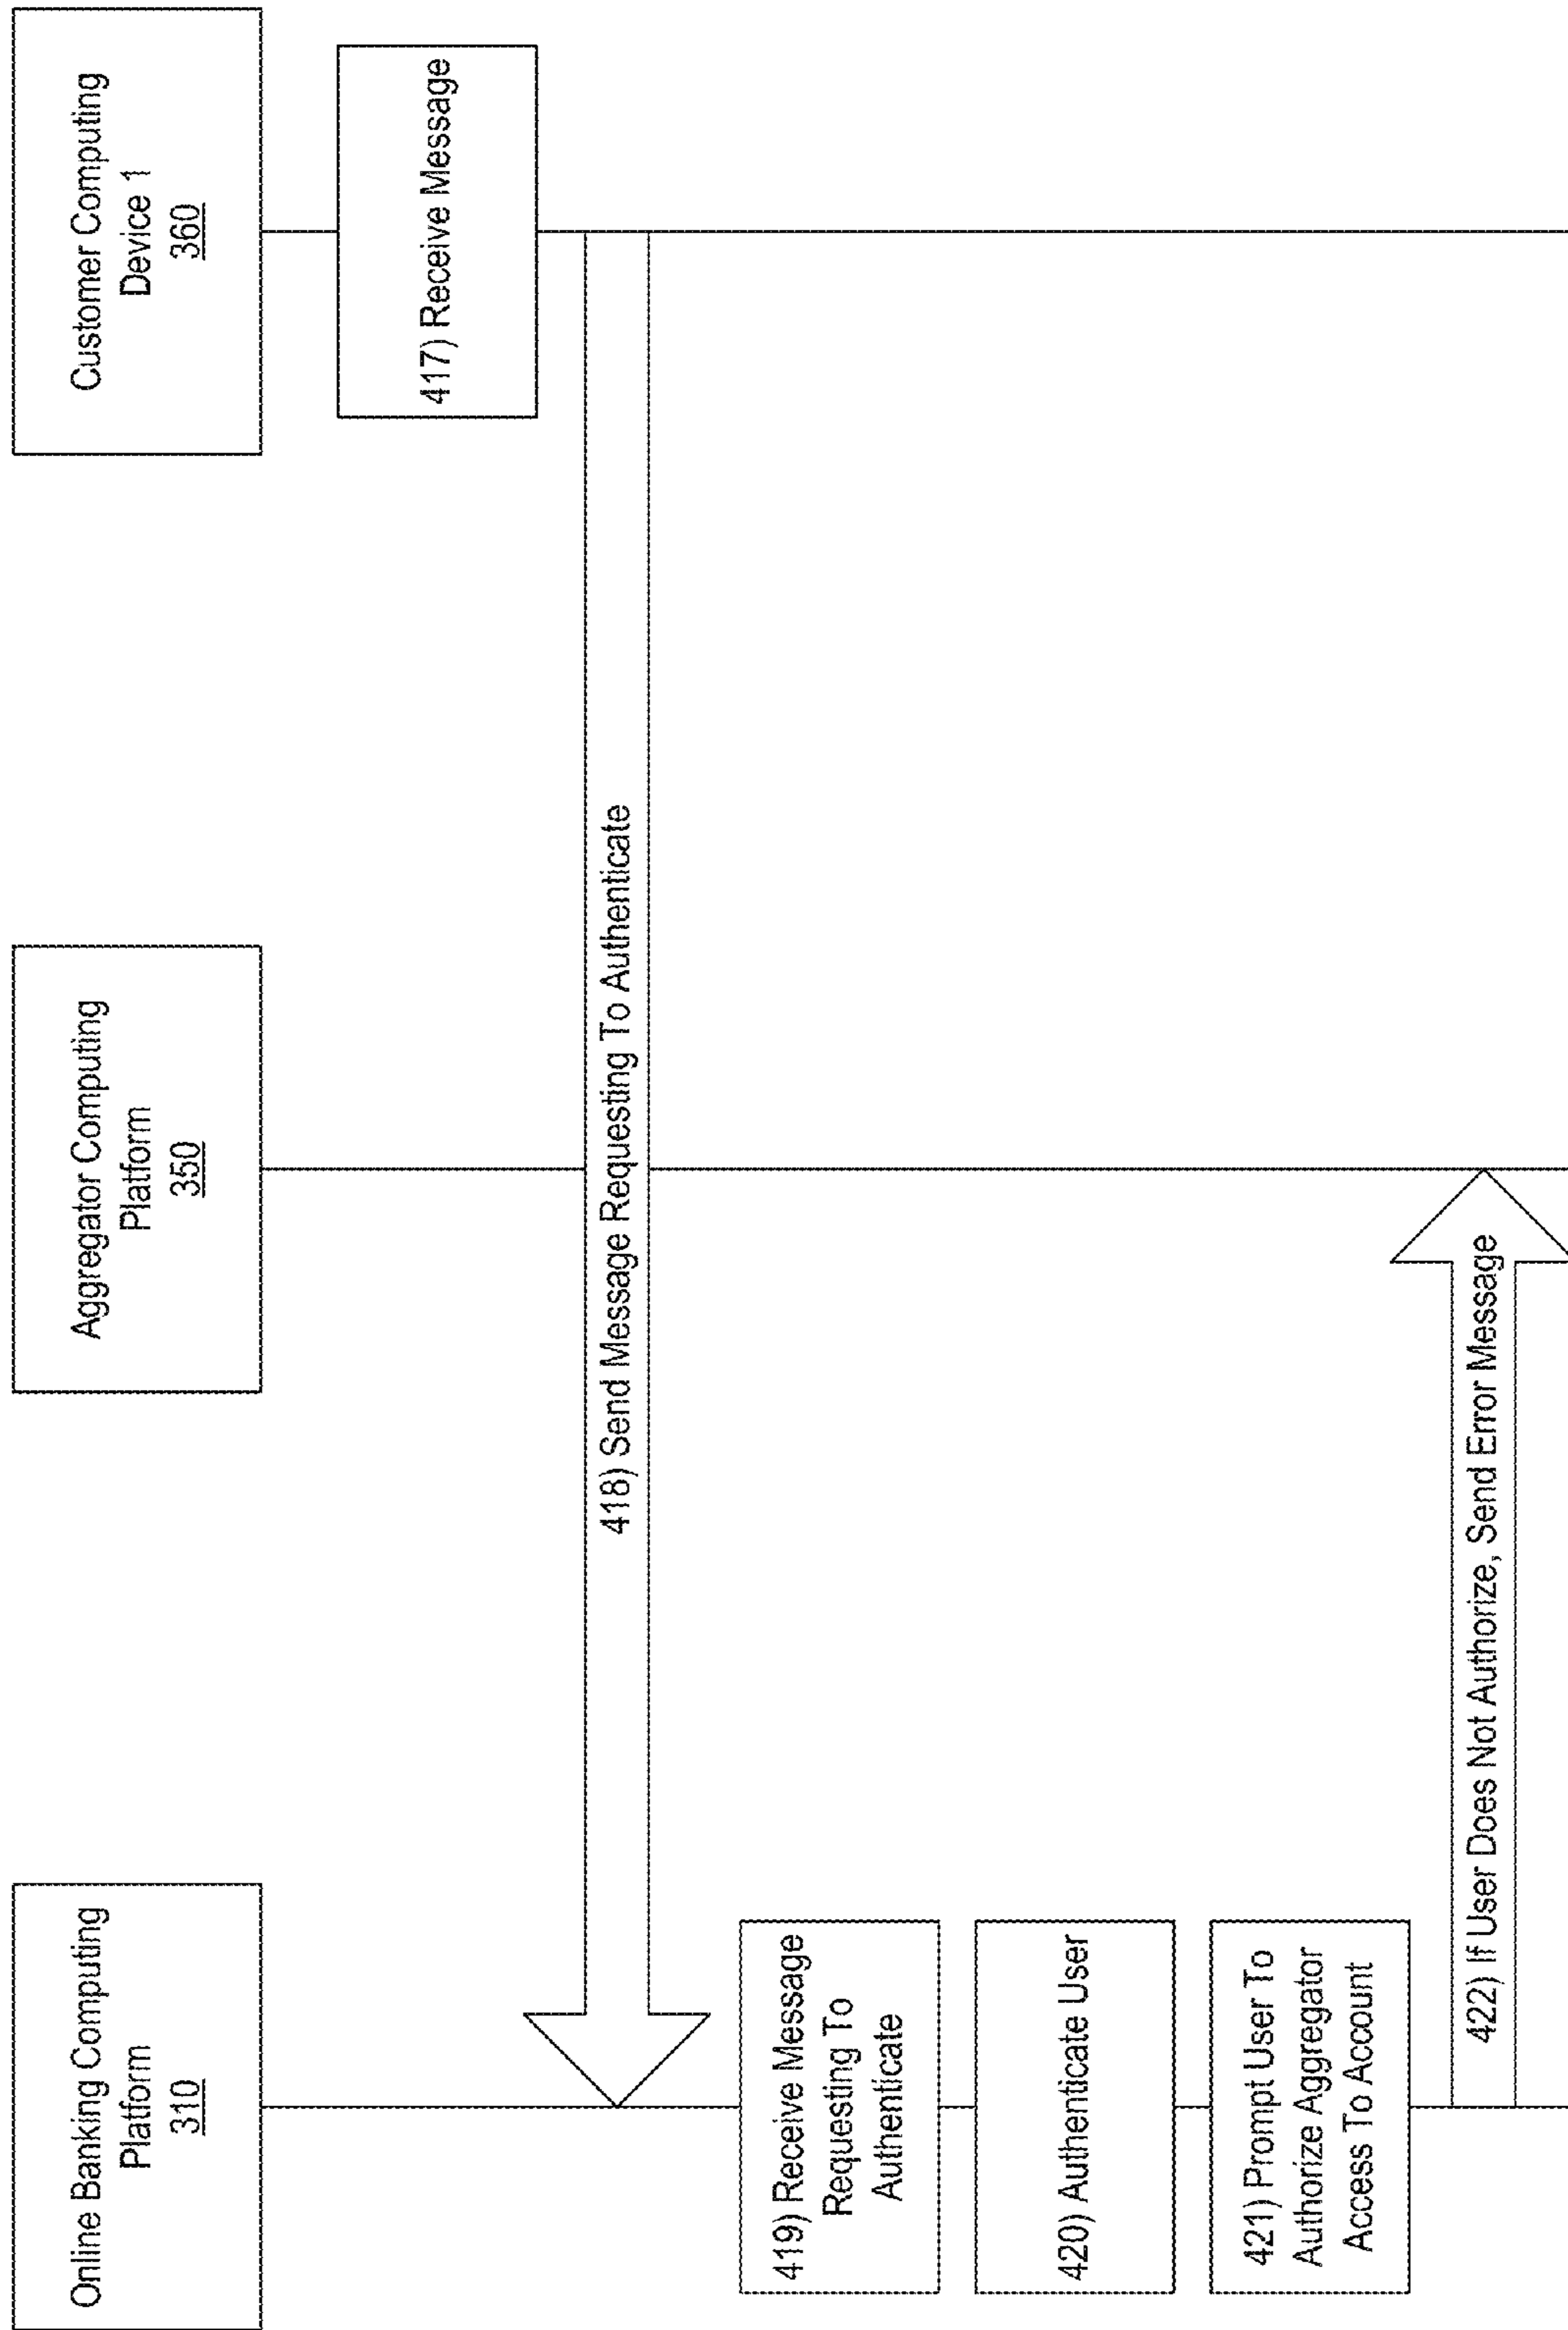 Online Banking Computing
Platform
310
Aggregator Computing
Platform
350
Customer Computing
Device 1
360
417) Receive Message
418) Send Message Requesting To Authenticate
419) Receive Message
Requesting To
Authenticate
420) Authenticate User
421) Prompt User To
Authorize Aggregator
Access To Account
422) If User Does Not Authorize, Send Error Message